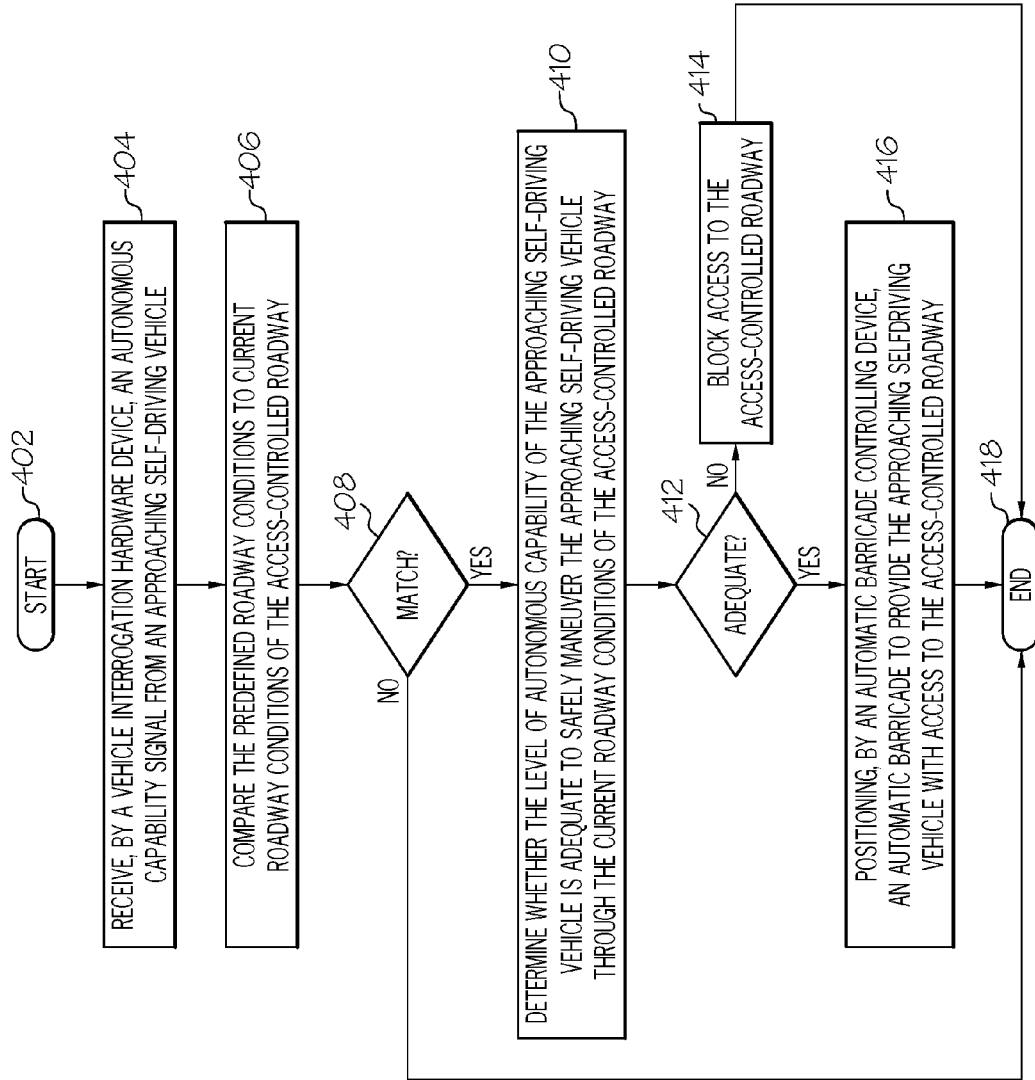 402
START
404
RECEIVE, BY A VEHICLE INTERROGATION HARDWARE DEVICE, AN AUTONOMOUS
CAPABILITY SIGNAL FROM AN APPROACHING SELF-DRIVING VEHICLE
406
COMPARE THE PREDEFINED ROADWAY CONDITIONS TO CURRENT
ROADWAY CONDITIONS OF THE ACCESS-CONTROLLED ROADWAY
408
MATCH?
NO
YES
410
DETERMINE WHETHER THE LEVEL OF AUTONOMOUS CAPABILITY OF THE APPROACHING SELF-DRIVING
VEHICLE IS ADEQUATE TO SAFELY MANEUVER THE APPROACHING SELF-DRIVING VEHICLE
THROUGH THE CURRENT ROADWAY CONDITIONS OF THE ACCESS-CONTROLLED ROADWAY
412
ADEQUATE?
NO
YES
414
BLOCK ACCESS TO THE
ACCESS-CONTROLLED ROADWAY
416
POSITIONING, BY AN AUTOMATIC BARRICADE CONTROLLING DEVICE,
AN AUTOMATIC BARRICADE TO PROVIDE THE APPROACHING SELFDRIVING
VEHICLE WITH ACCESS TO THE ACCESS-CONTROLLED ROADWAY
418
END